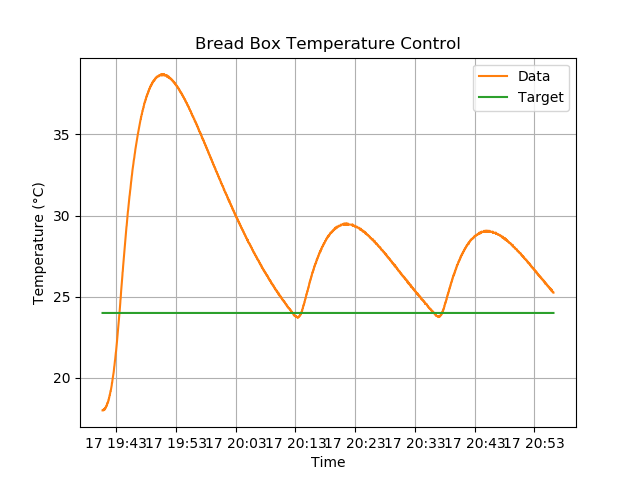 Bread Box Temperature Control
Data
Target
Temperature (°C)
35
30
25
20
17 19:43 17 19:53 17 20:03 17 20:13 17 20:23 17 20:33 17 20:43 17 20:53
Time